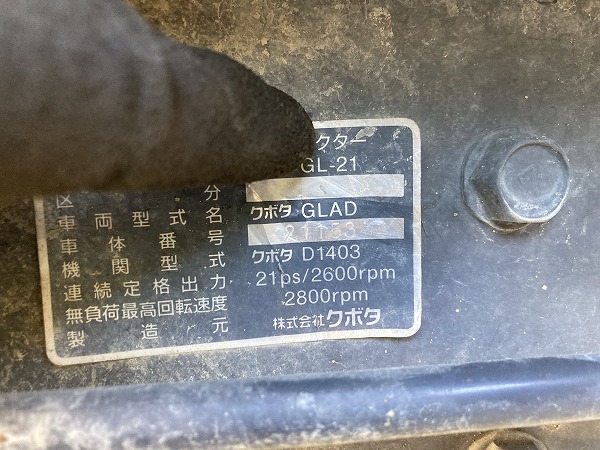 クター
GL-21
区 分
車両型式名 クボタ GLAD
車体番号 21153
機関型式 クボタ D1403
連続定格出力 21ps/2600rpm
無負荷最高回転速度 2800rpm
製造元 株式会社クボタ